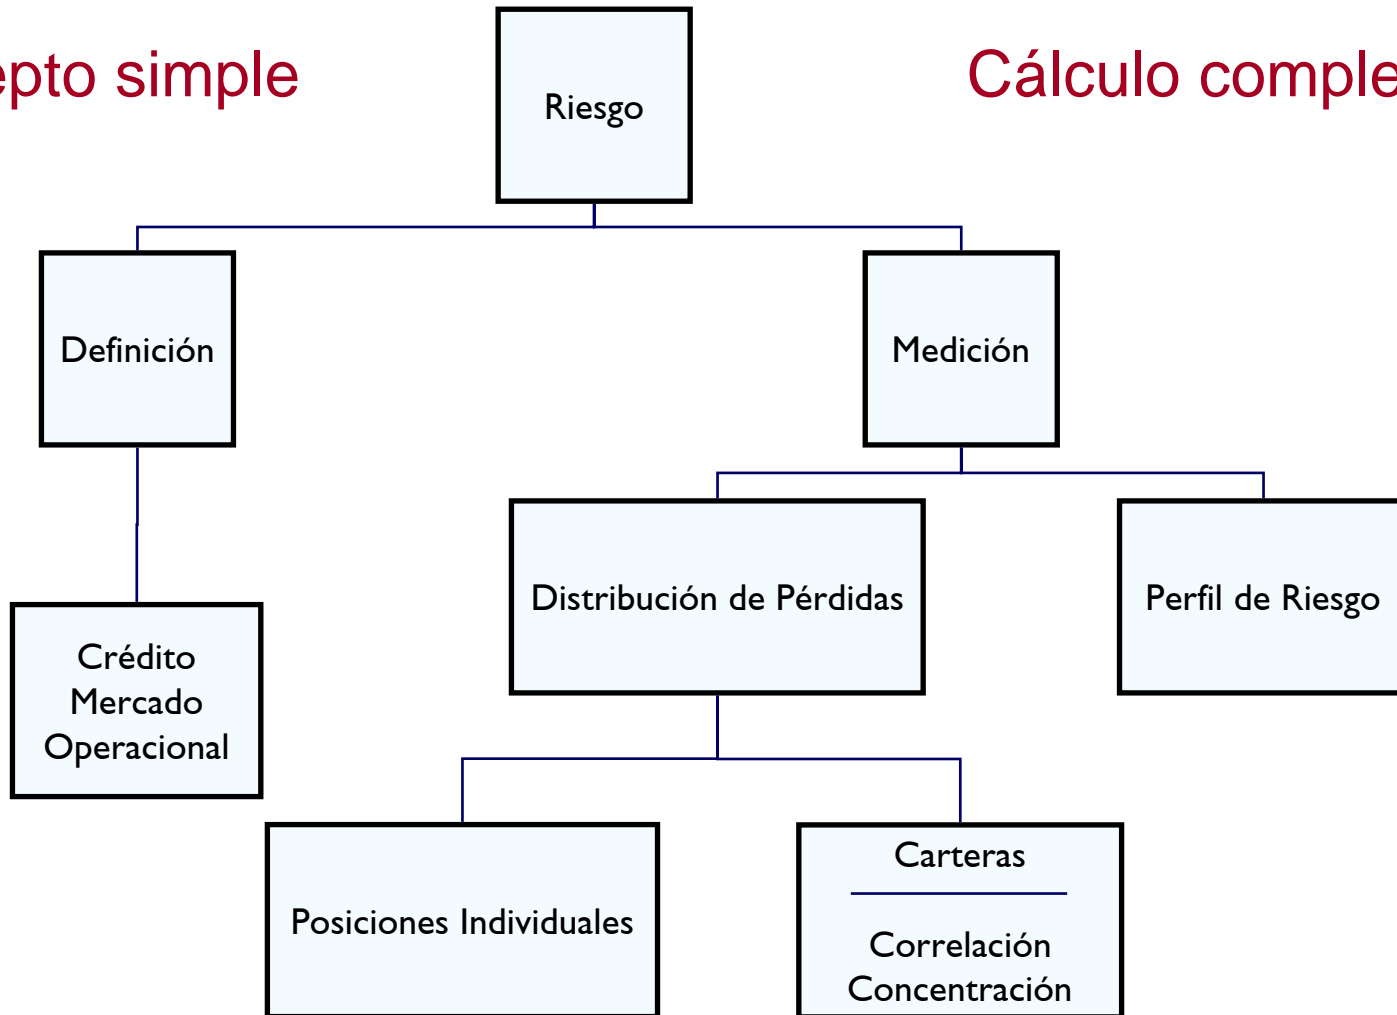 epto simple
Cálculo comple
Riesgo
Definición
Medición
Distribución de Pérdidas
Perfil de Riesgo
Crédito
Mercado
Operacional
Posiciones Individuales
Carteras
Correlación
Concentración